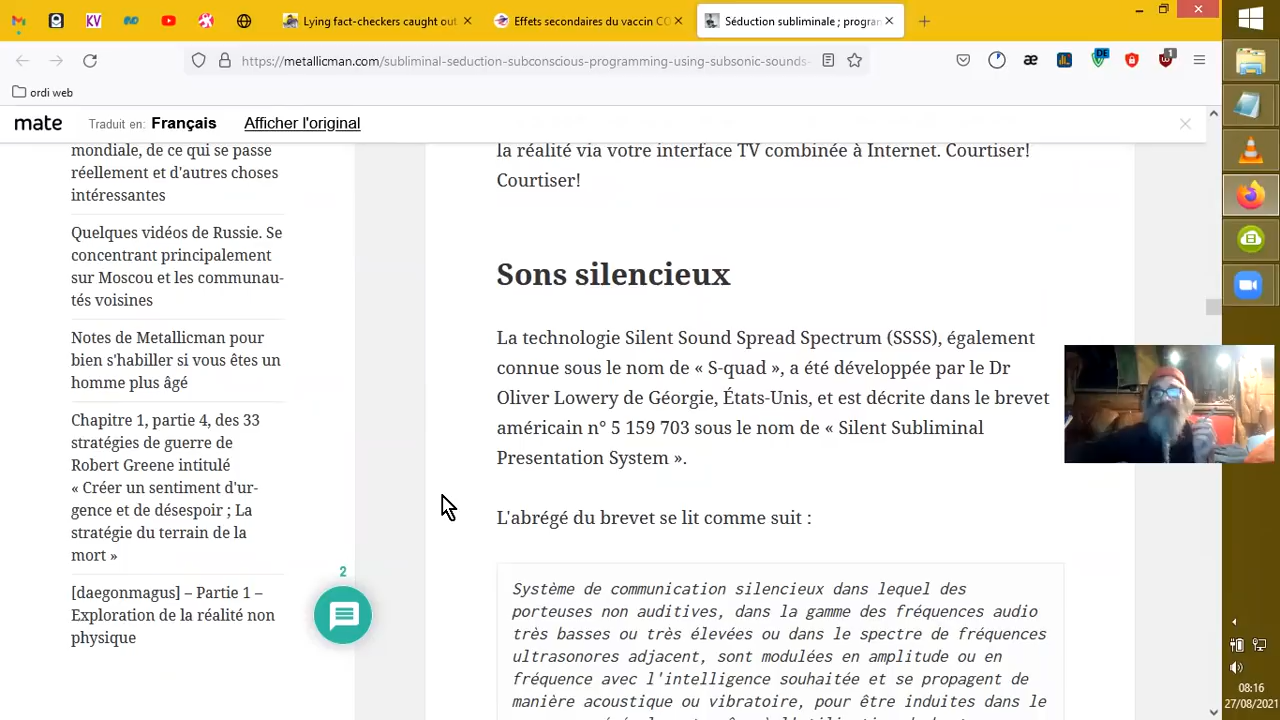 KV
Lying fact-checkers caught out
Effets secondaires du vaccin CO
Séduction subliminale ; progra
https://metallicman.com/subliminal-seduction-subconscious-programming-using-subsonic-sounds-
æ
DE
1
ordi web
mate
Traduit en: Français
Afficher l'original
mondiale, de ce qui se passe
réellement et d'autres choses
intéressantes
Quelques vidéos de Russie. Se
concentrant principalement
sur Moscou et les communau-
tés voisines
Notes de Metallicman pour
bien s'habiller si vous êtes un
homme plus âgé
Chapitre 1, partie 4, des 33
stratégies de guerre de
Robert Greene intitulé
« Créer un sentiment d'ur-
gence et de désespoir ; La
stratégie du terrain de la
mort »
[daegonmagus] – Partie 1 –
Exploration de la réalité non
physique
2
la réalité via votre interface TV combinée à Internet. Courtiser!
Courtiser!
Sons silencieux
La technologie Silent Sound Spread Spectrum (SSSS), également
connue sous le nom de « S-quad », a été développée par le Dr
Oliver Lowery de Géorgie, États-Unis, et est décrite dans le brevet
américain n° 5 159 703 sous le nom de « Silent Subliminal
Presentation System ».
L'abrégé du brevet se lit comme suit :
Système de communication silencieux dans lequel des
porteuses non auditives, dans la gamme des fréquences audio
très basses ou très élevées ou dans le spectre de fréquences
ultrasonores adjacent, sont modulées en amplitude ou en
fréquence avec l'intelligence souhaitée et se propagent de
manière acoustique ou vibratoire, pour être induites dans le
08:16
27/08/2021